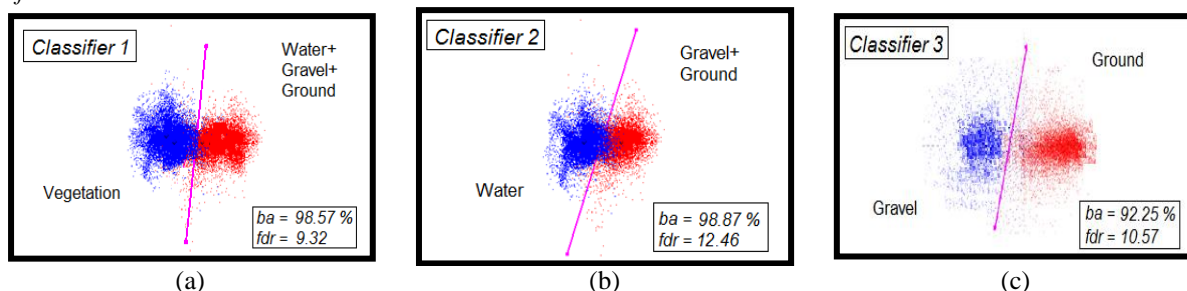 Classifier 1
Water+
Gravel+
Ground
Vegetation
ba = 98.57 %
fdr = 9.32
(a)
Classifier 2
Gravel+
Ground
Water
ba = 98.87 %
fdr = 12.46
(b)
Classifier 3
Ground
Gravel
ba = 92.25 %
fdr = 10.57
(c)